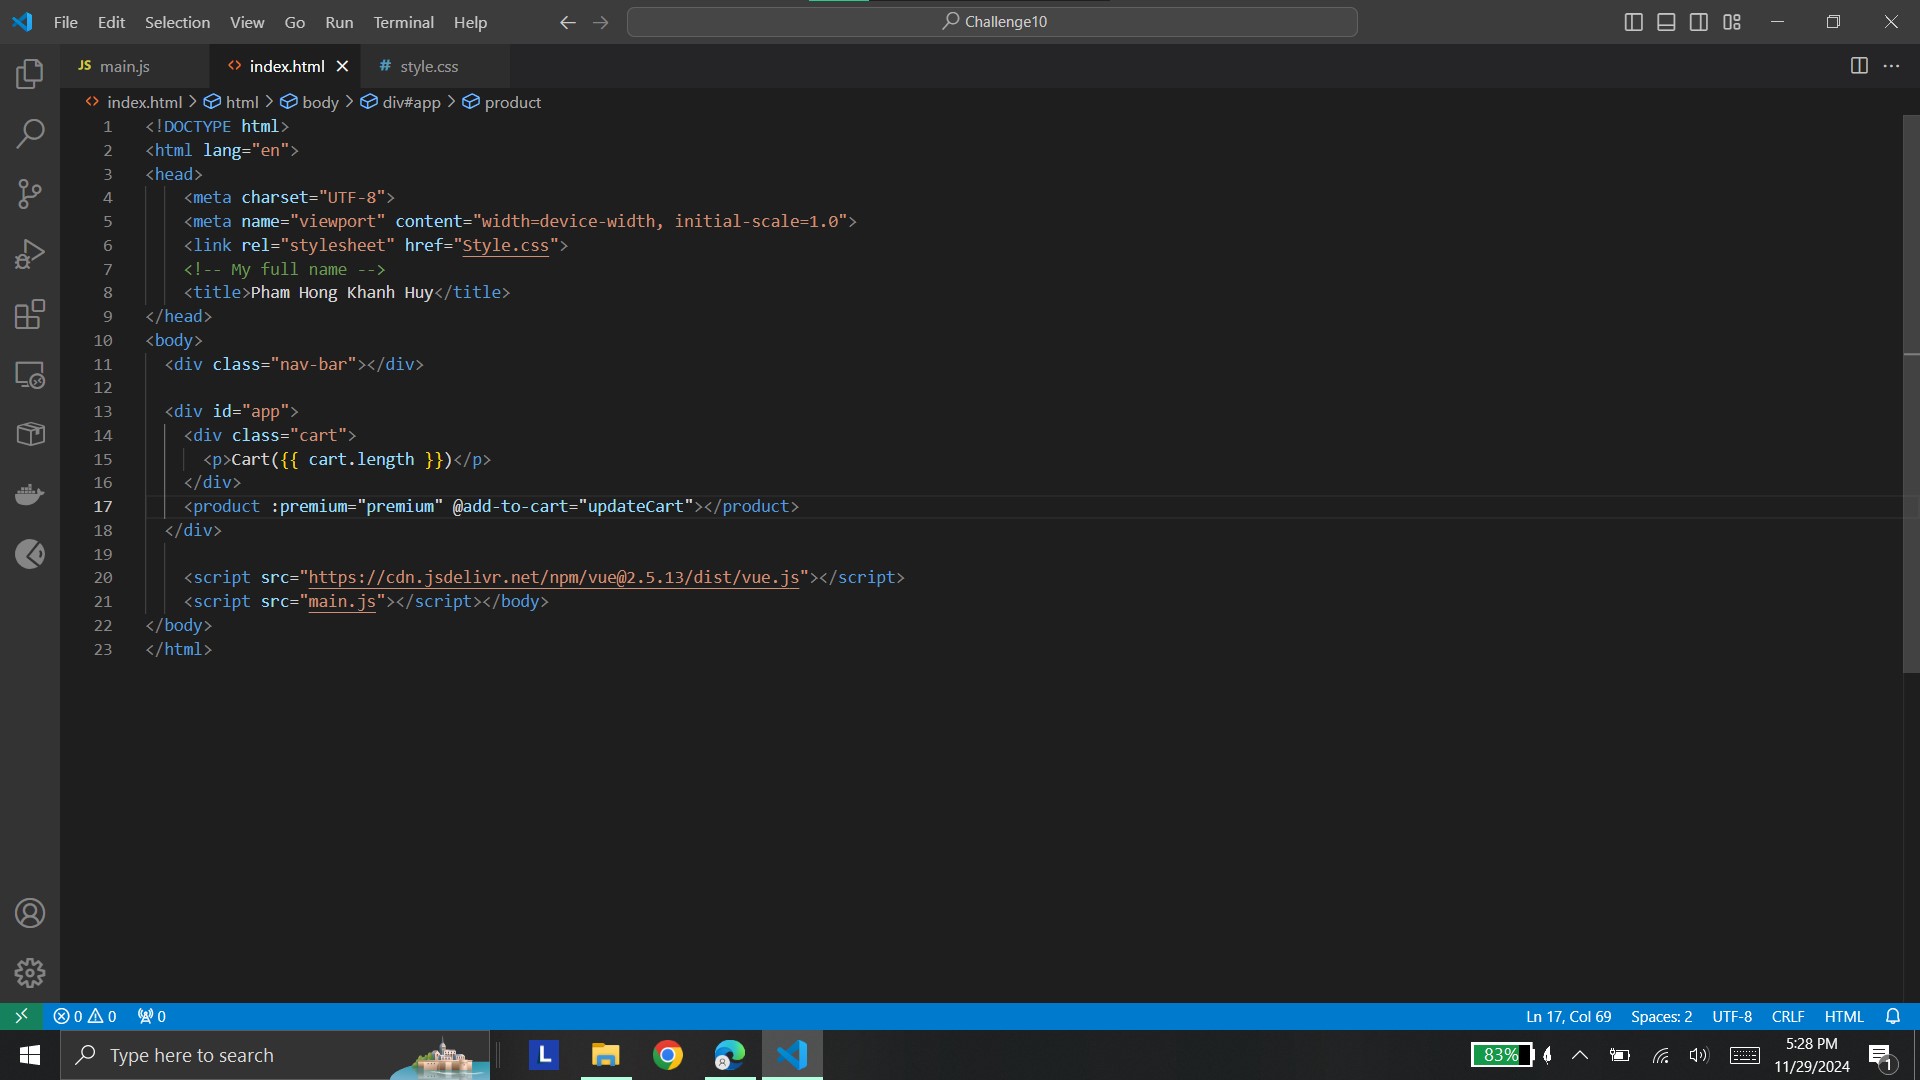 File Edit Selection View Go Run Terminal Help
Challenge10
JS main.js
<> index.html
# style.css
<> index.html > html > body > div#app > product
1 <!DOCTYPE html>
2 <html lang="en">
3 <head>
4 <meta charset="UTF-8">
5 <meta name="viewport" content="width=device-width, initial-scale=1.0">
6 <link rel="stylesheet" href="Style.css">
7 <!-- My full name -->
8 <title>Pham Hong Khanh Huy</title>
9 </head>
10 <body>
11 <div class="nav-bar"></div>
12
13 <div id="app">
14 <div class="cart">
15 <p>Cart({{ cart.length }})</p>
16 </div>
17 <product :premium="premium" @add-to-cart="updateCart"></product>
18 </div>
19
20 <script src="https://cdn.jsdelivr.net/npm/vue@2.5.13/dist/vue.js"></script>
21 <script src="main.js"></script></body>
22 </body>
23 </html>
0 0 0
Ln 17, Col 69 Spaces: 2 UTF-8 CRLF HTML
Type here to search
L
83%
5:28 PM
11/29/2024
1